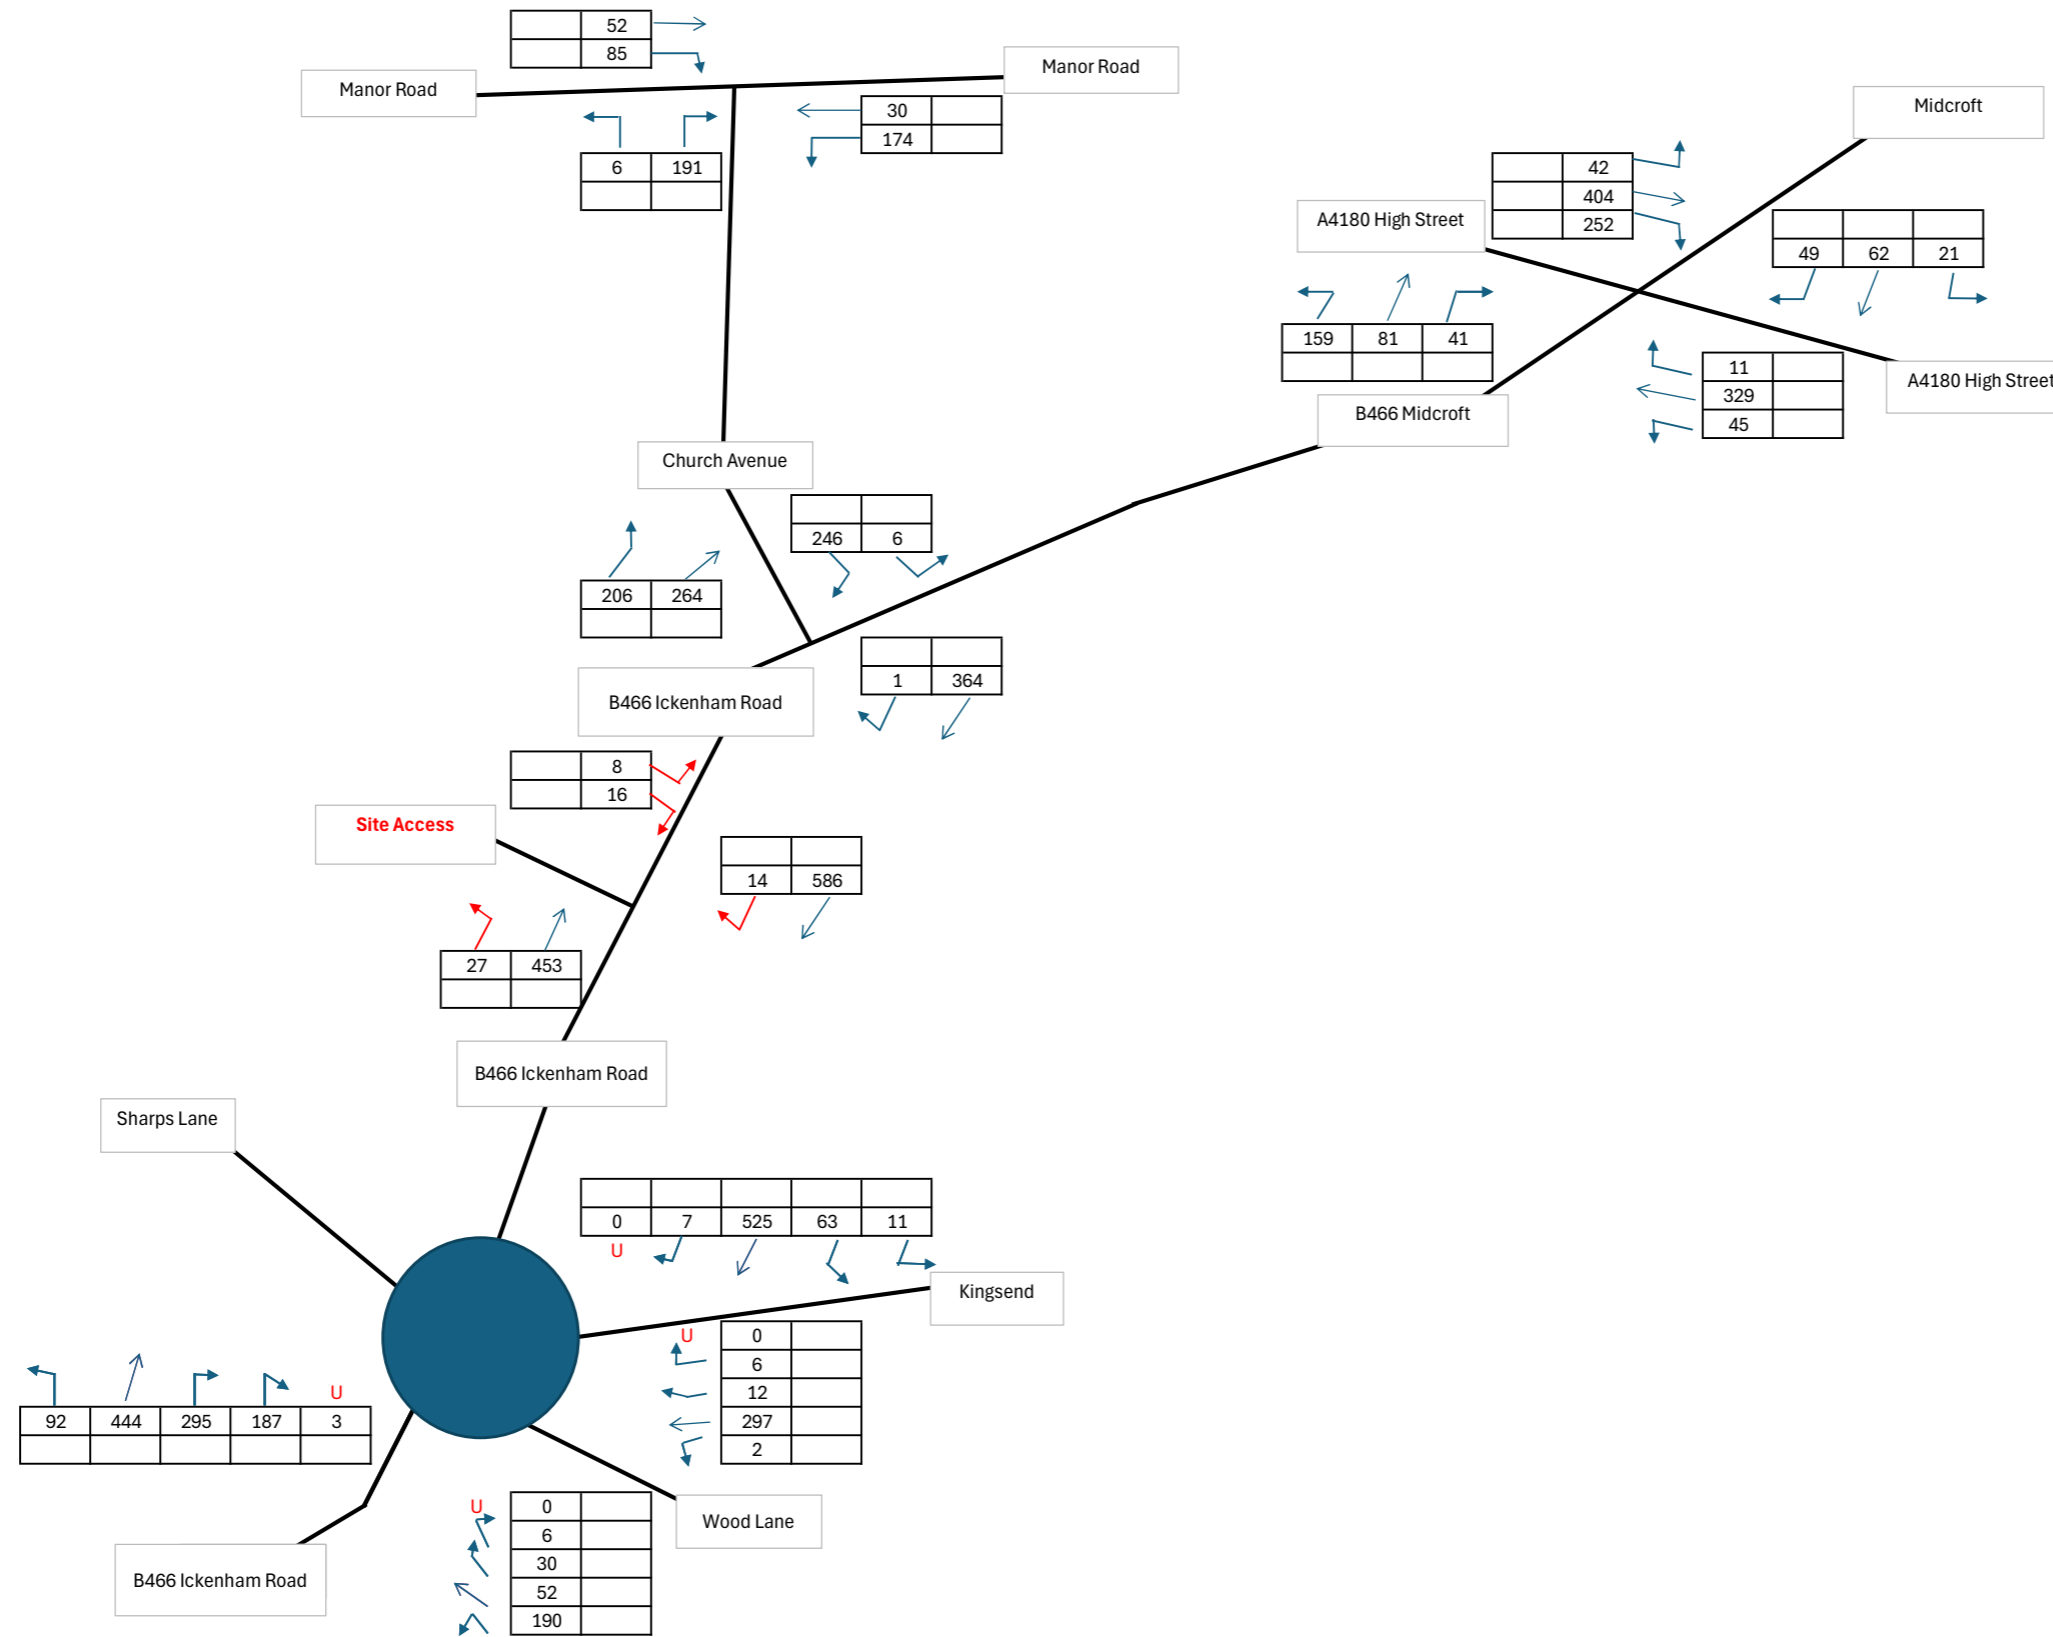 52
85
Manor Road
Manor Road
30
174
6 191
Midcroft
42
404
252
A4180 High Street
49 62 21
159 81 41
11
329
45
A4180 High Street
B466 Midcroft
Church Avenue
246 6
206 264
1 364
B466 Ickenham Road
8
16
Site Access
14 586
27 453
B466 Ickenham Road
Sharps Lane
0 7 525 63 11
U
Kingsend
U 0
6
12
297
2
U
92 444 295 187 3
Wood Lane
U 0
6
30
52
190
B466 Ickenham Road